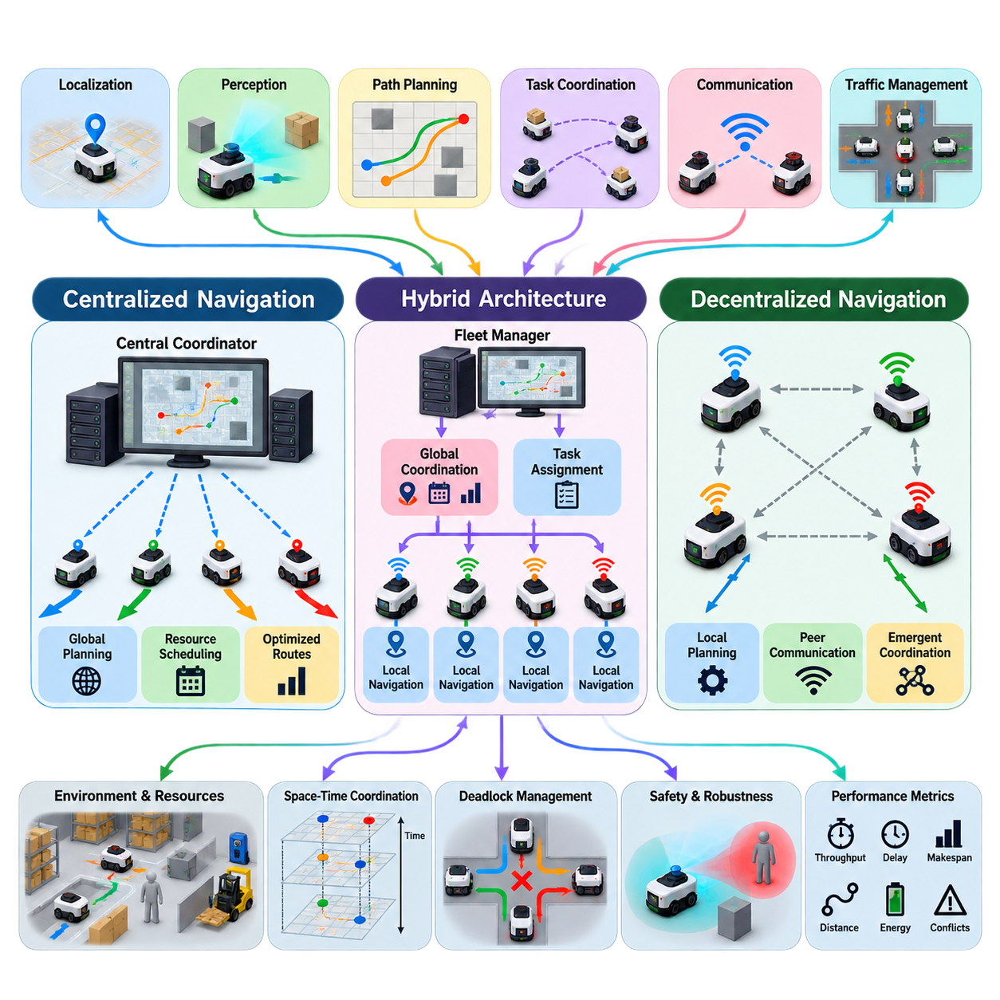 Localization
Perception
Path Planning
Task Coordination
Communication
Traffic Management
Centralized Navigation
Hybrid Architecture
Decentralized Navigation
Central Coordinator
Fleet Manager
Global
Coordination
Task
Assignment
Global
Planning
Resource
Scheduling
Optimized
Routes
Local
Navigation
Local
Navigation
Local
Navigation
Local
Navigation
Local
Planning
Peer
Communication
Emergent
Coordination
Environment & Resources
Space-Time Coordination
Time
Deadlock Management
Safety & Robustness
Performance Metrics
Throughput
Delay
Makespan
Distance
Energy
Conflicts